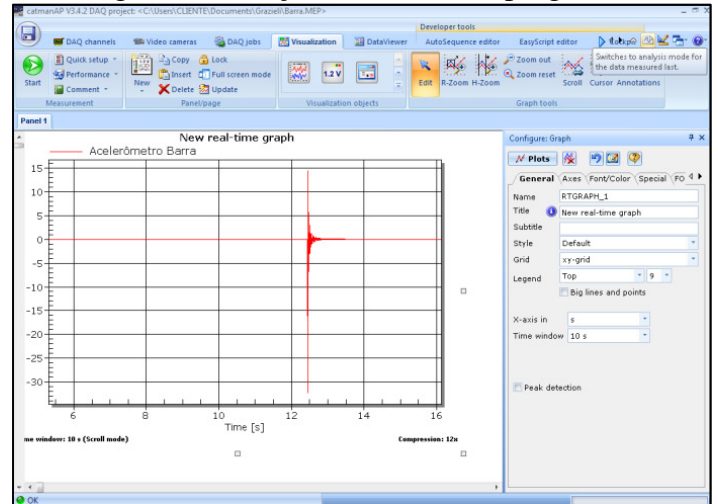 catmanAP V3.4.2 DAQ project: <C:\Users\CLIENTE\Documents\Grazieli\Barra.MEP>
Developer tools
DAQ channels Video cameras DAQ jobs Visualization DataViewer AutoSequence editor EasyScript editor
Switches to analysis mode for
the data measured last.
Quick setup Copy Lock Zoom out
Performance Insert Full screen mode 1.2 V Zoom reset
Start Comment New Delete Update Edit R-Zoom H-Zoom Scroll Cursor Annotations
Measurement Panel/page Visualization objects Graph tools
Panel 1
New real-time graph
Acelerômetro Barra
15
10
5
0
-5
-10
-15
-20
-25
-30
6 8 10 12 14 16
Time [s]
me window: 10 s (Scroll mode) Compression: 12x
Configure: Graph
Plots
General Axes Font/Color Special FO
Name RTGRAPH_1
Title New real-time graph
Subtitle
Style Default
Grid xy-grid
Legend Top 9
Big lines and points
X-axis in s
Time window 10 s
Peak detection
OK